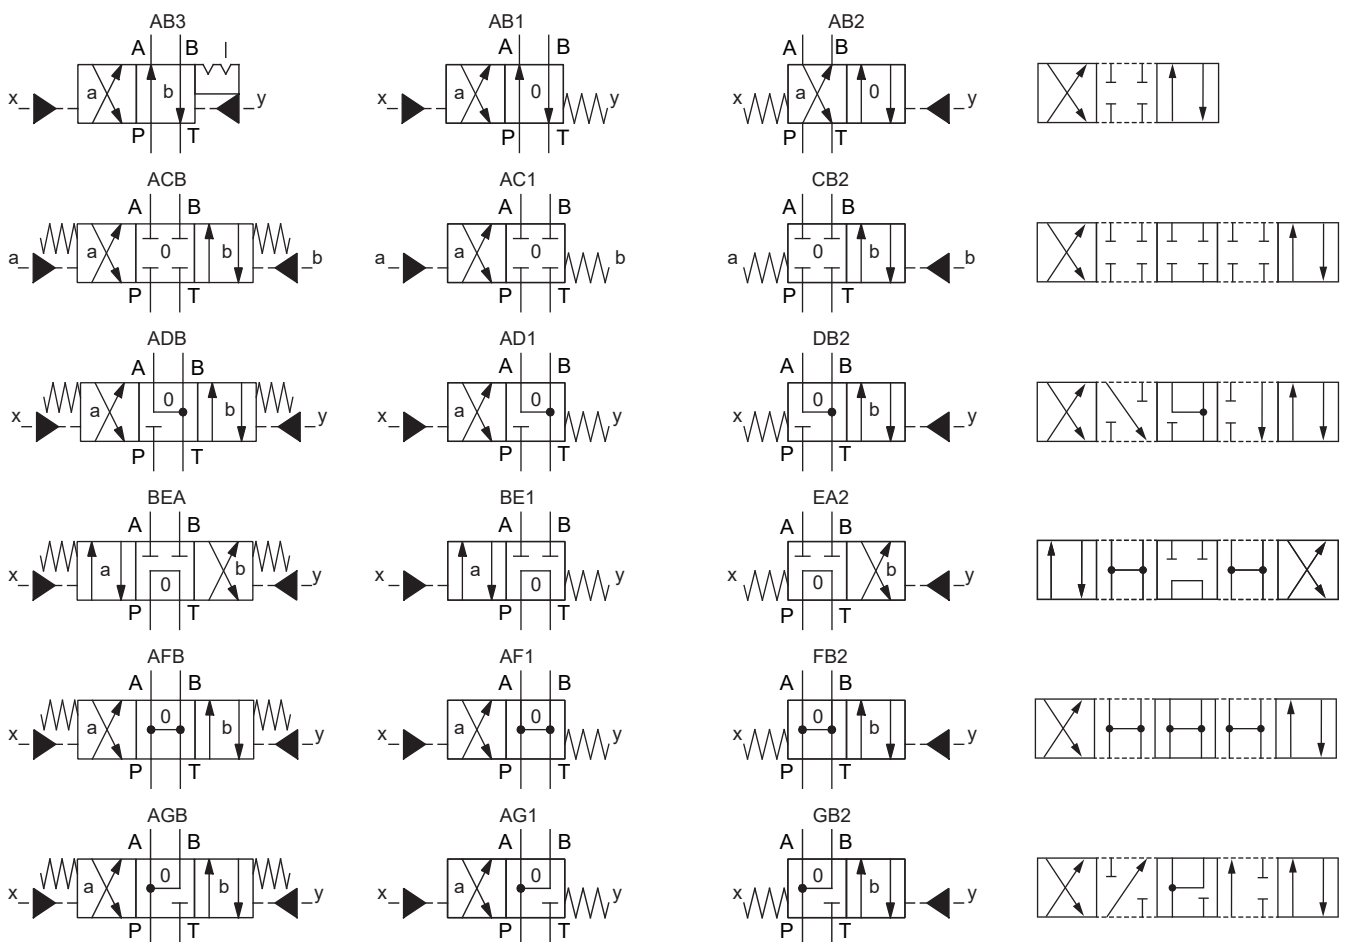 AB3 AB1 AB2
A B A B A B
x a b y a 0 y x a 0 y
x
P T P T P T
ACB AC1 CB2
A B A B A B
a a 0 b b a a 0 b a 0 b b
P T P T P T
ADB AD1 DB2
A B A B A B
x a 0 b y x a 0 y x 0 b y
P T P T P T
BEA BE1 EA2
A B A B A B
x a 0 b y x a 0 y x 0 b y
P T P T P T
AFB AF1 FB2
A B A B A B
x a 0 b y x a 0 y x 0 b y
P T P T P T
AGB AG1 GB2
A B A B A B
x a 0 b y x a 0 y x 0 b y
P T P T P T